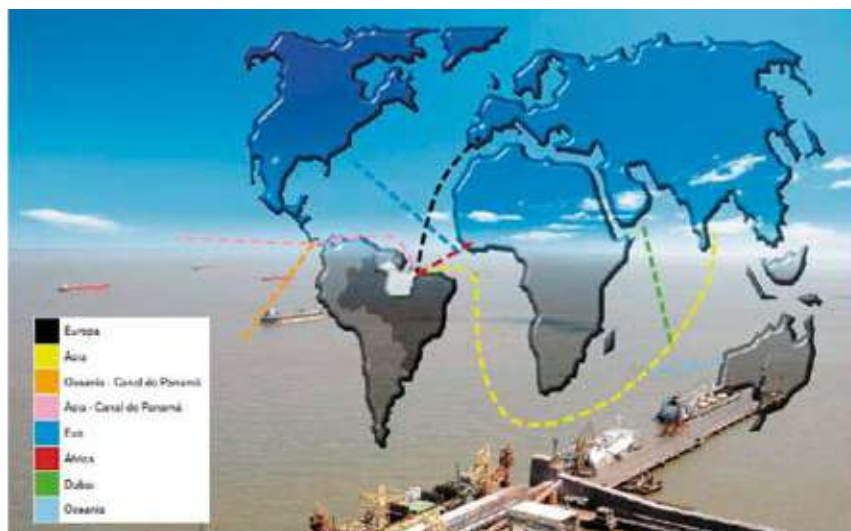 Europa
Ásia
Oceania - Canal do Panamá
Ásia - Canal do Panamá
Eua
África
Dubai
Oceania